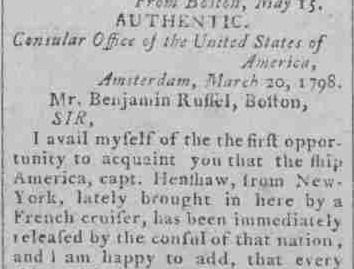 From Boston, May 15.
AUTHENTIC.
Consular Office of the United States of
America,
Amsterdam, March 20, 1798.
Mr. Benjamin Ruſſel, Boſton,
SIR,
I avail myſelf of the the firſt oppor-
tunity to acquaint you that the ſhip
America, capt. Henſhaw, from New-
York, lately brought in here by a
French cruiſer, has been immediately
releaſed by the conſul of that nation,
and I am happy to add, that every